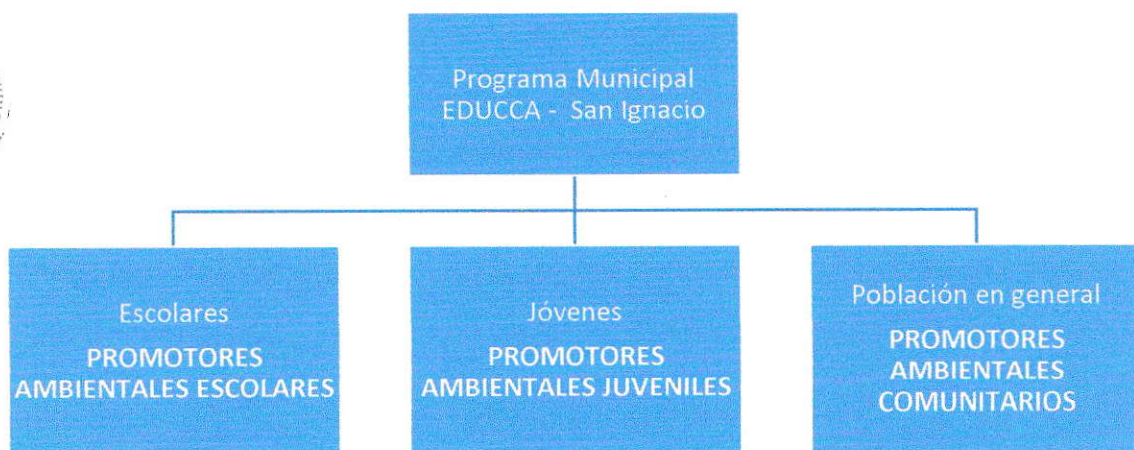 Programa Municipal
EDUCCA - San Ignacio
Escolares
PROMOTORES
AMBIENTALES ESCOLARES
Jóvenes
PROMOTORES
AMBIENTALES JUVENILES
Población en general
PROMOTORES
AMBIENTALES
COMUNITARIOS